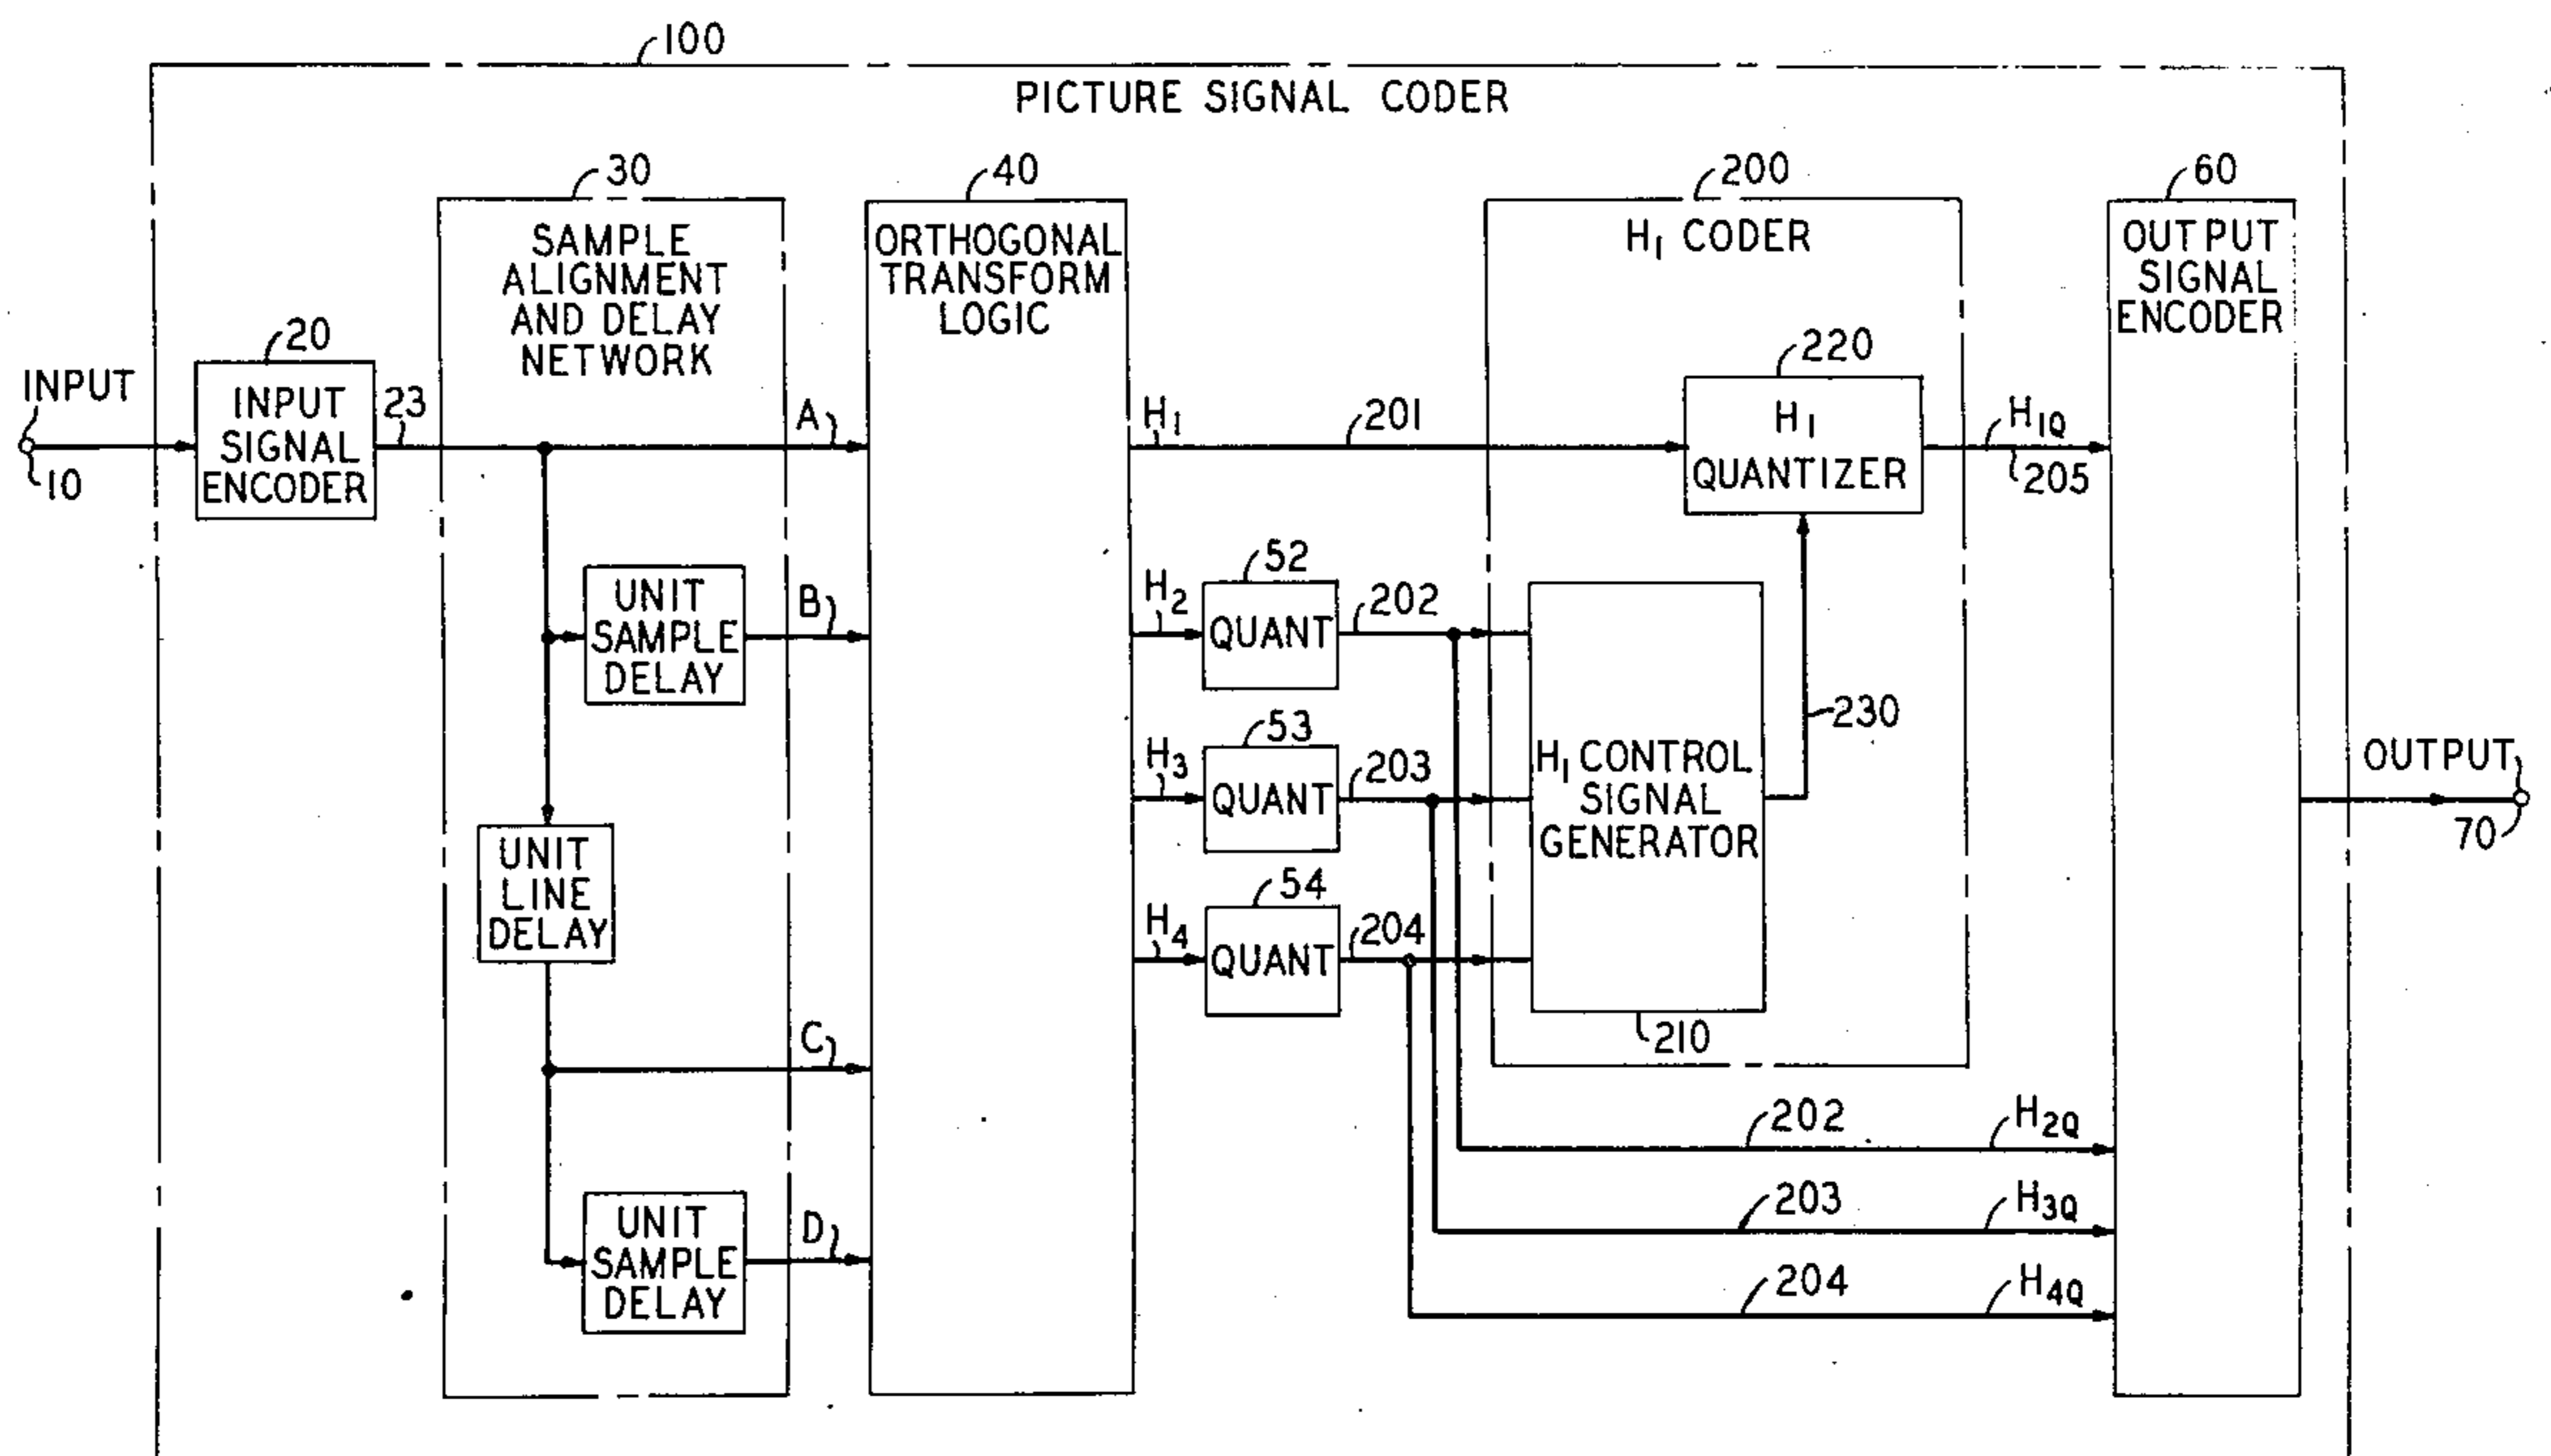 100
PICTURE SIGNAL CODER
30
40
200
60
SAMPLE
ALIGNMENT
AND DELAY
NETWORK
ORTHOGONAL
TRANSFORM
LOGIC
H1 CODER
OUTPUT
SIGNAL
ENCODER
INPUT
10
20
INPUT
SIGNAL
ENCODER
23
A
H1
201
220
H1
QUANTIZER
H1Q
205
UNIT
SAMPLE
DELAY
B
H2
52
QUANT
202
230
H3
53
QUANT
203
H1 CONTROL
SIGNAL
GENERATOR
210
OUTPUT
70
UNIT
LINE
DELAY
H4
54
QUANT
204
C
202
H2Q
UNIT
SAMPLE
DELAY
D
203
H3Q
204
H4Q